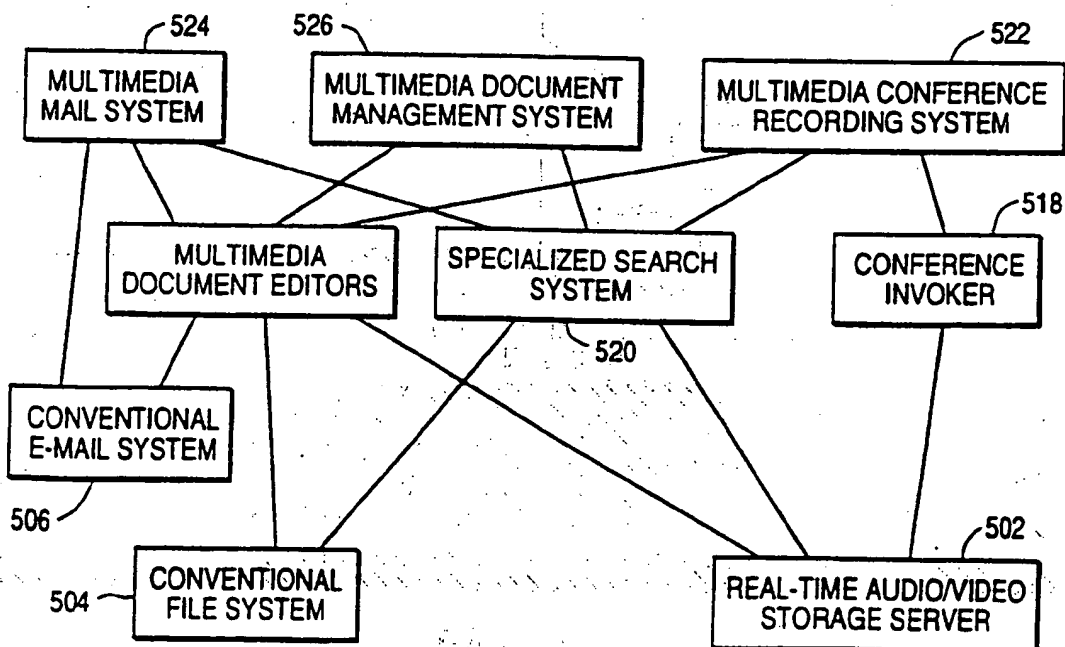 524
526
522
MULTIMEDIA
MAIL SYSTEM
MULTIMEDIA DOCUMENT
MANAGEMENT SYSTEM
MULTIMEDIA CONFERENCE
RECORDING SYSTEM
518
MULTIMEDIA
DOCUMENT EDITORS
SPECIALIZED SEARCH
SYSTEM
CONFERENCE
INVOKER
520
CONVENTIONAL
E-MAIL SYSTEM
506
502
504
CONVENTIONAL
FILE SYSTEM
REAL-TIME AUDIO/VIDEO
STORAGE SERVER